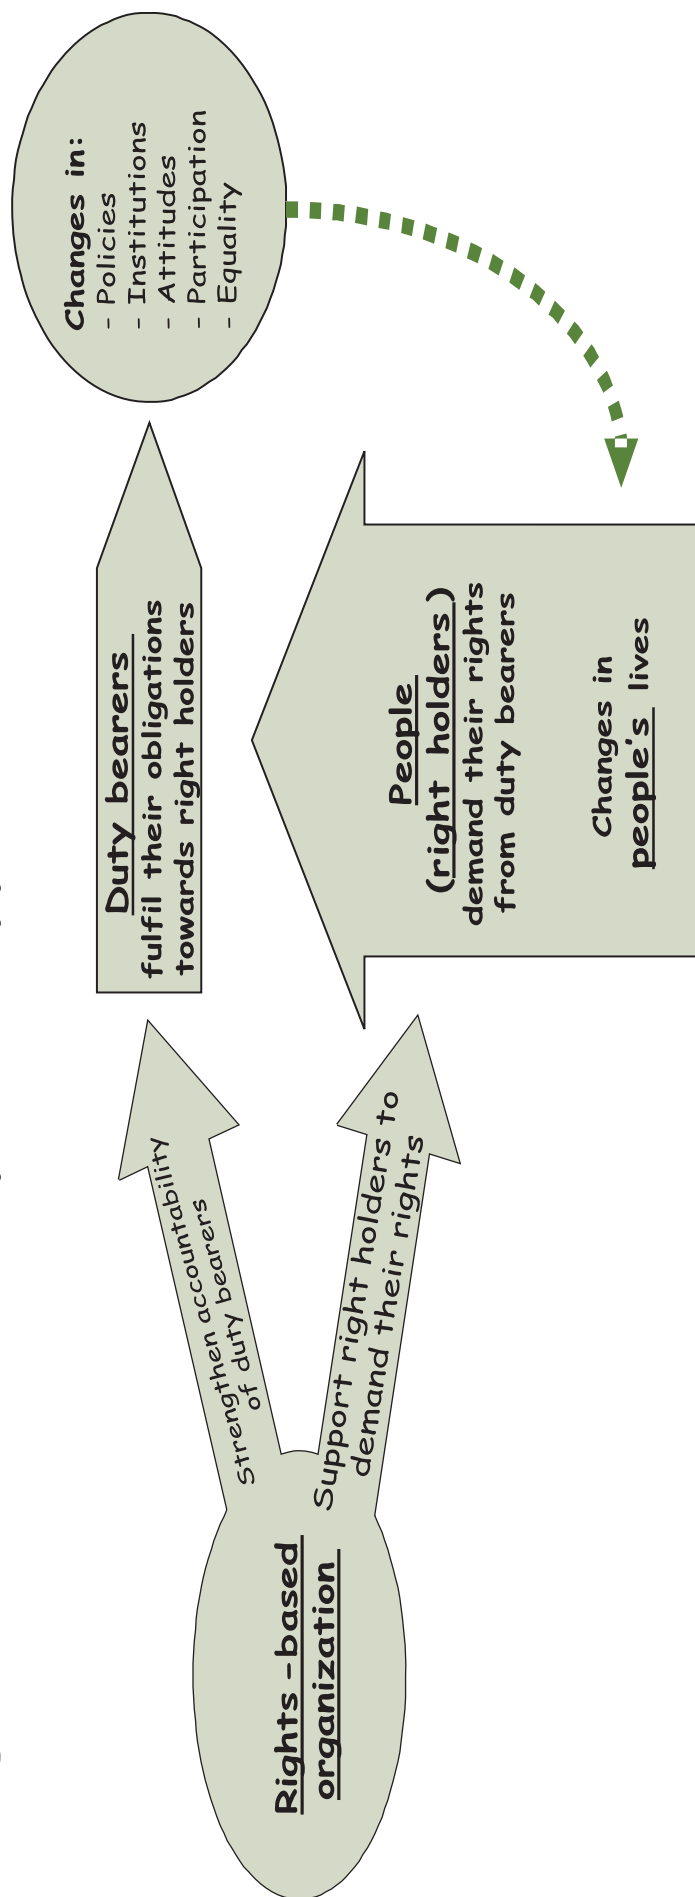 Rights-based
organization
Strengthen accountability
of duty bearers
Support right holders to
demand their rights
Duty bearers
fulfil their obligations
towards right holders
People
(right holders)
demand their rights
from duty bearers
Changes in
people's lives
Changes in:
- Policies
- Institutions
- Attitudes
- Participation
- Equality